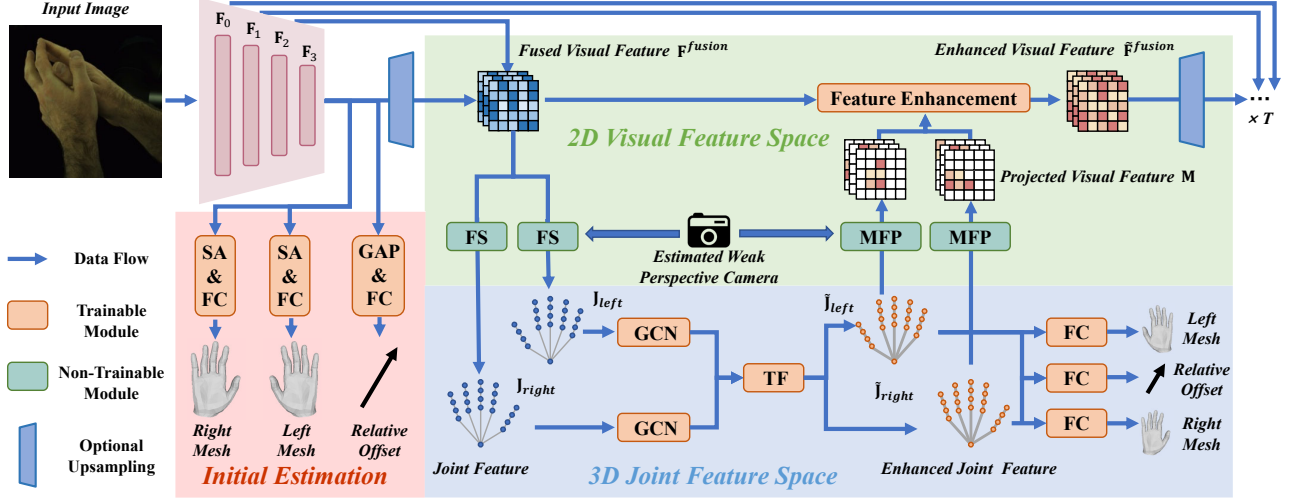 Input Image
F0
F1
F2
F3
Fused Visual Feature F^fusion
Enhanced Visual Feature F̃^fusion
Feature Enhancement
...
× T
2D Visual Feature Space
Projected Visual Feature M
FS
FS
MFP
MFP
Estimated Weak
Perspective Camera
SA
&
FC
SA
&
FC
GAP
&
FC
Right
Mesh
Left
Mesh
Relative
Offset
Initial Estimation
Data Flow
Trainable
Module
Non-Trainable
Module
Optional
Upsampling
J_left
J_right
GCN
GCN
TF
J̃_left
J̃_right
FC
FC
FC
Left
Mesh
Relative
Offset
Right
Mesh
Joint Feature
3D Joint Feature Space
Enhanced Joint Feature